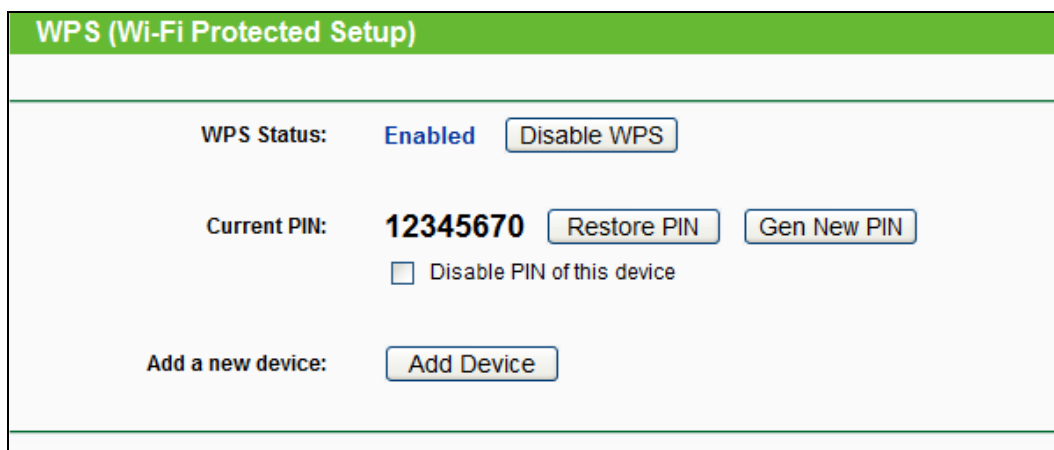 WPS (Wi-Fi Protected Setup)
WPS Status: Enabled Disable WPS
Current PIN: 12345670 Restore PIN Gen New PIN
Disable PIN of this device
Add a new device: Add Device